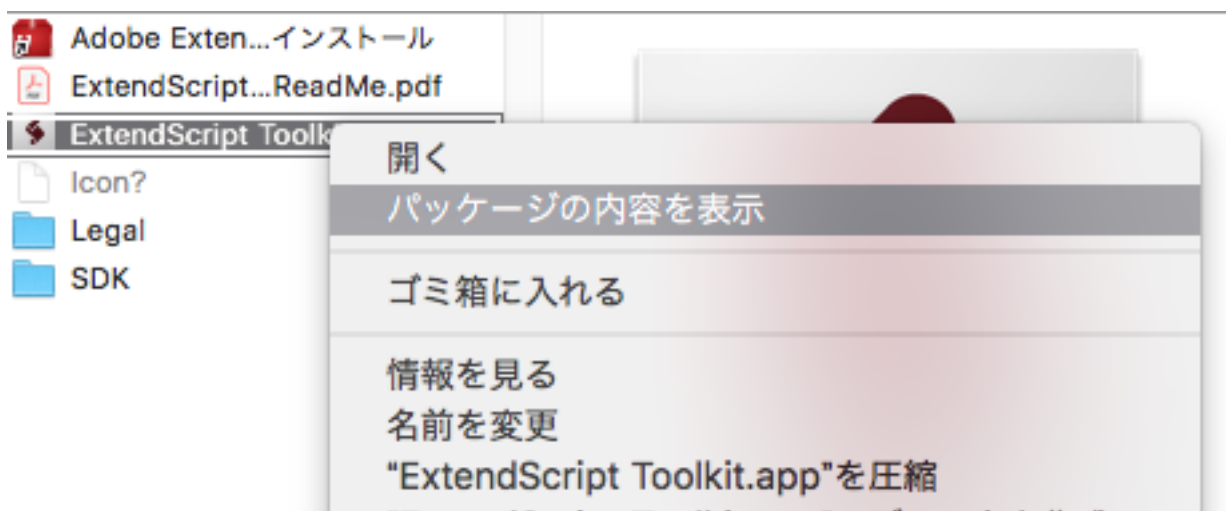 Adobe Exten...インストール
ExtendScript...ReadMe.pdf
ExtendScript Toolk
Icon?
Legal
SDK
開く
パッケージの内容を表示
ゴミ箱に入れる
情報を見る
名前を変更
"ExtendScript Toolkit.app"を圧縮